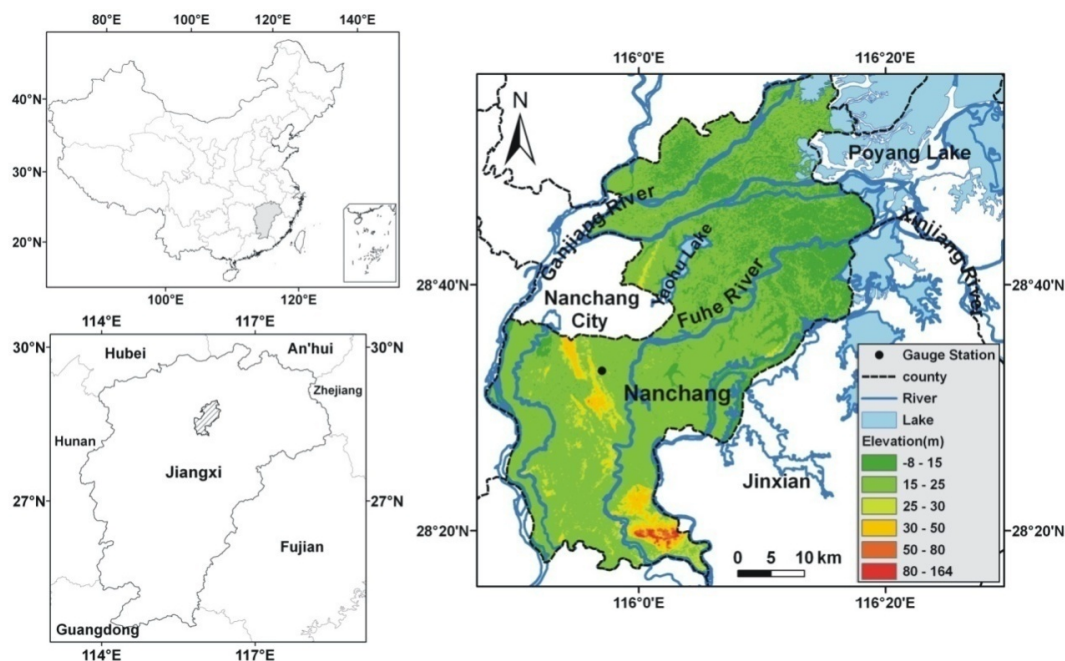 80°E 100°E 120°E 140°E
40°N
30°N
20°N
100°E 120°E
114°E 117°E
30°N 30°N
Hubei
An'hui
Zhejiang
Hunan
Jiangxi
27°N 27°N
Fujian
Guangdong
114°E 117°E
116°0'E 116°20'E
N
Poyang Lake
Ganjiang River
Xinjiang River
Yaohu Lake
28°40'N 28°40'N
Nanchang
City
Fuhe River
Nanchang
Jinxian
28°20'N 28°20'N
0 5 10 km
Gauge Station
county
River
Lake
Elevation(m)
-8 - 15
15 - 25
25 - 30
30 - 50
50 - 80
80 - 164
116°0'E 116°20'E